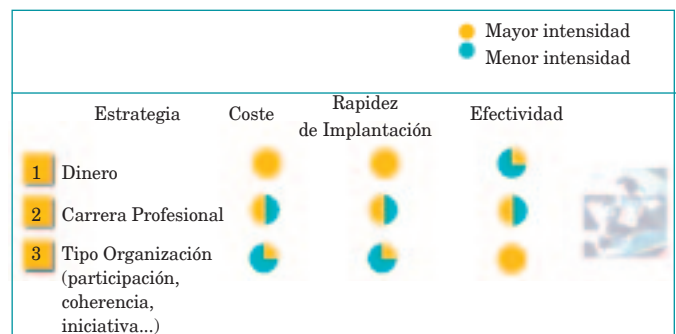 Mayor intensidad
Menor intensidad
Estrategia Coste Rapidez de Implantación Efectividad
1 Dinero
2 Carrera Profesional
3 Tipo Organización
(participación,
coherencia,
iniciativa...)